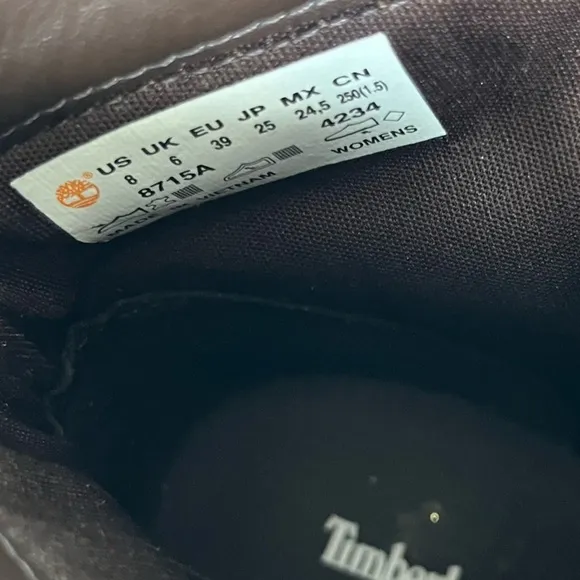 US UK EU JP MX CN
8 6 39 25 24,5 250(1.5)
8715A 4234
MADE IN VIETNAM WOMENS
Timberl